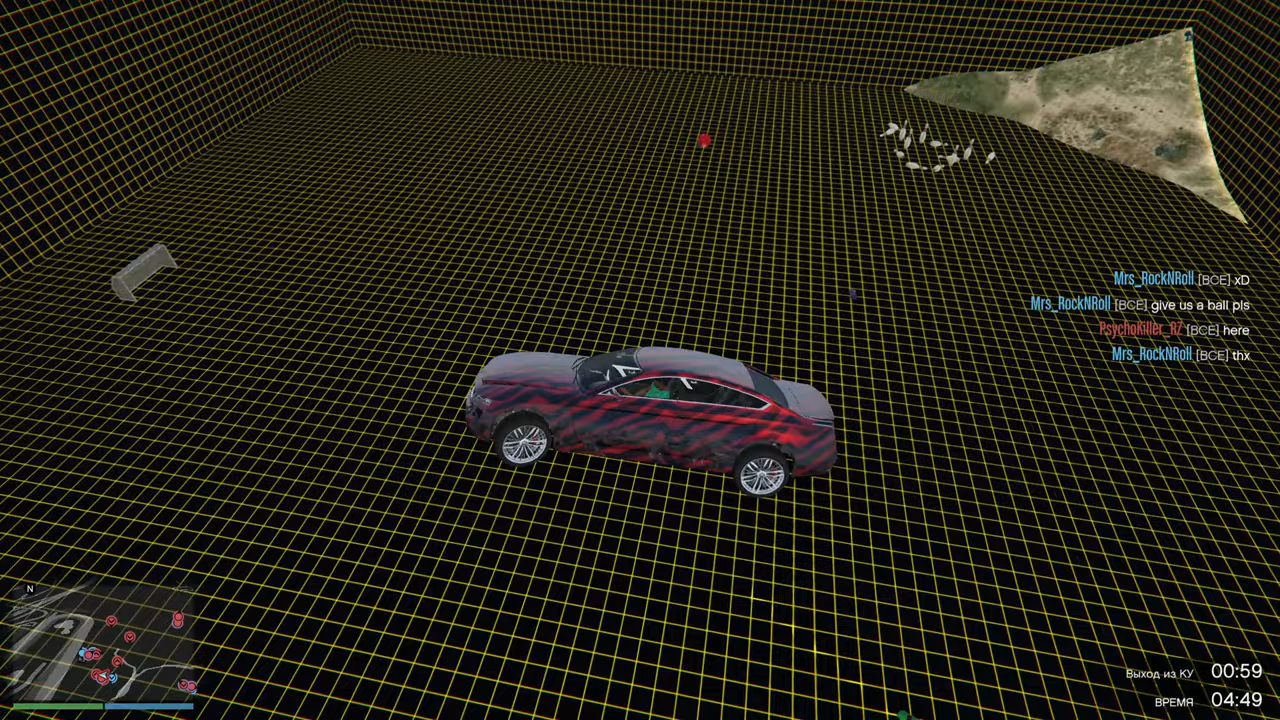 Mrs_RockNRoll [ВСЕ] xD
Mrs_RockNRoll [ВСЕ] give us a ball pls
PsychoKiller_RZ [ВСЕ] here
Mrs_RockNRoll [ВСЕ] thx
N
Выход из КУ 00:59
ВРЕМЯ 04:49